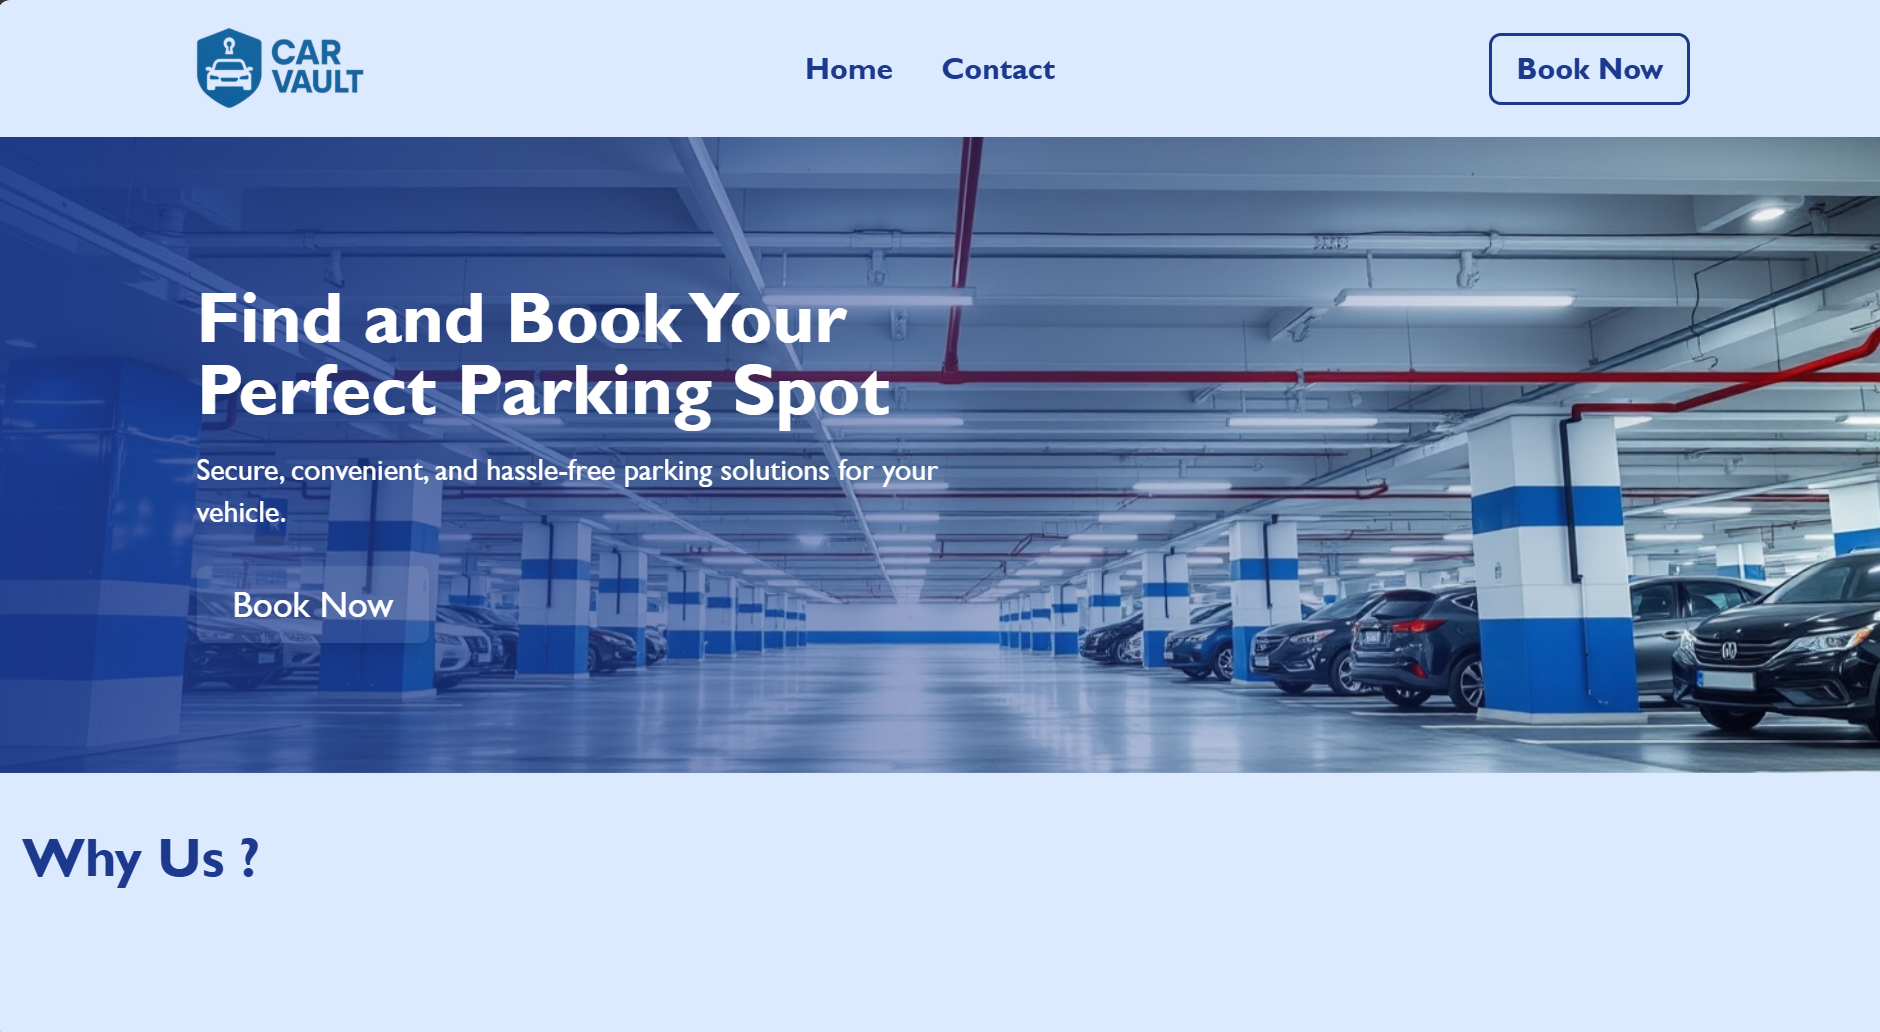 CAR
VAULT
Home
Contact
Book Now
Find and Book Your
Perfect Parking Spot
Secure, convenient, and hassle-free parking solutions for your
vehicle.
Book Now
Why Us ?